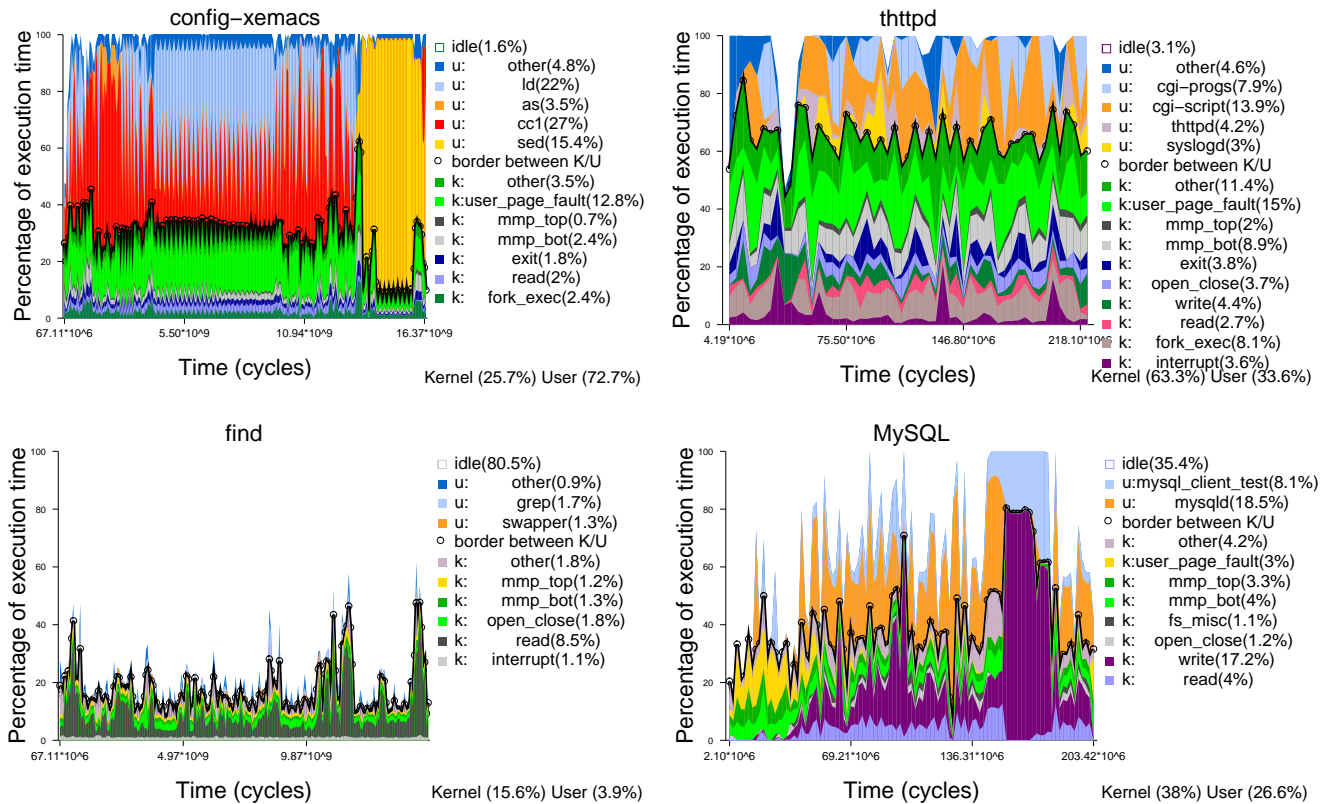 config-xemacs
Percentage of execution time
100
80
60
40
20
0
67.11*10^6
5.50*10^9
10.94*10^9
16.37*10^9
Time (cycles)
idle(1.6%)
u: other(4.8%)
u: ld(22%)
u: as(3.5%)
u: cc1(27%)
u: sed(15.4%)
border between K/U
k: other(3.5%)
k:user_page_fault(12.8%)
k: mmp_top(0.7%)
k: mmp_bot(2.4%)
k: exit(1.8%)
k: read(2%)
k: fork_exec(2.4%)
Kernel (25.7%) User (72.7%)
thttpd
Percentage of execution time
100
80
60
40
20
0
4.19*10^6
75.50*10^6
146.80*10^6
218.10*10^6
Time (cycles)
idle(3.1%)
u: other(4.6%)
u: cgi-progs(7.9%)
u: cgi-script(13.9%)
u: thttpd(4.2%)
u: syslogd(3%)
border between K/U
k: other(11.4%)
k:user_page_fault(15%)
k: mmp_top(2%)
k: mmp_bot(8.9%)
k: exit(3.8%)
k: open_close(3.7%)
k: write(4.4%)
k: read(2.7%)
k: fork_exec(8.1%)
k: interrupt(3.6%)
Kernel (63.3%) User (33.6%)
find
Percentage of execution time
100
80
60
40
20
0
67.11*10^6
4.97*10^9
9.87*10^9
Time (cycles)
idle(80.5%)
u: other(0.9%)
u: grep(1.7%)
u: swapper(1.3%)
border between K/U
k: other(1.8%)
k: mmp_top(1.2%)
k: mmp_bot(1.3%)
k: open_close(1.8%)
k: read(8.5%)
k: interrupt(1.1%)
Kernel (15.6%) User (3.9%)
MySQL
Percentage of execution time
100
80
60
40
20
0
2.10*10^6
69.21*10^6
136.31*10^6
203.42*10^6
Time (cycles)
idle(35.4%)
u:mysql_client_test(8.1%)
u: mysqld(18.5%)
border between K/U
k: other(4.2%)
k:user_page_fault(3%)
k: mmp_top(3.3%)
k: mmp_bot(4%)
k: fs_misc(1.1%)
k: open_close(1.2%)
k: write(17.2%)
k: read(4%)
Kernel (38%) User (26.6%)